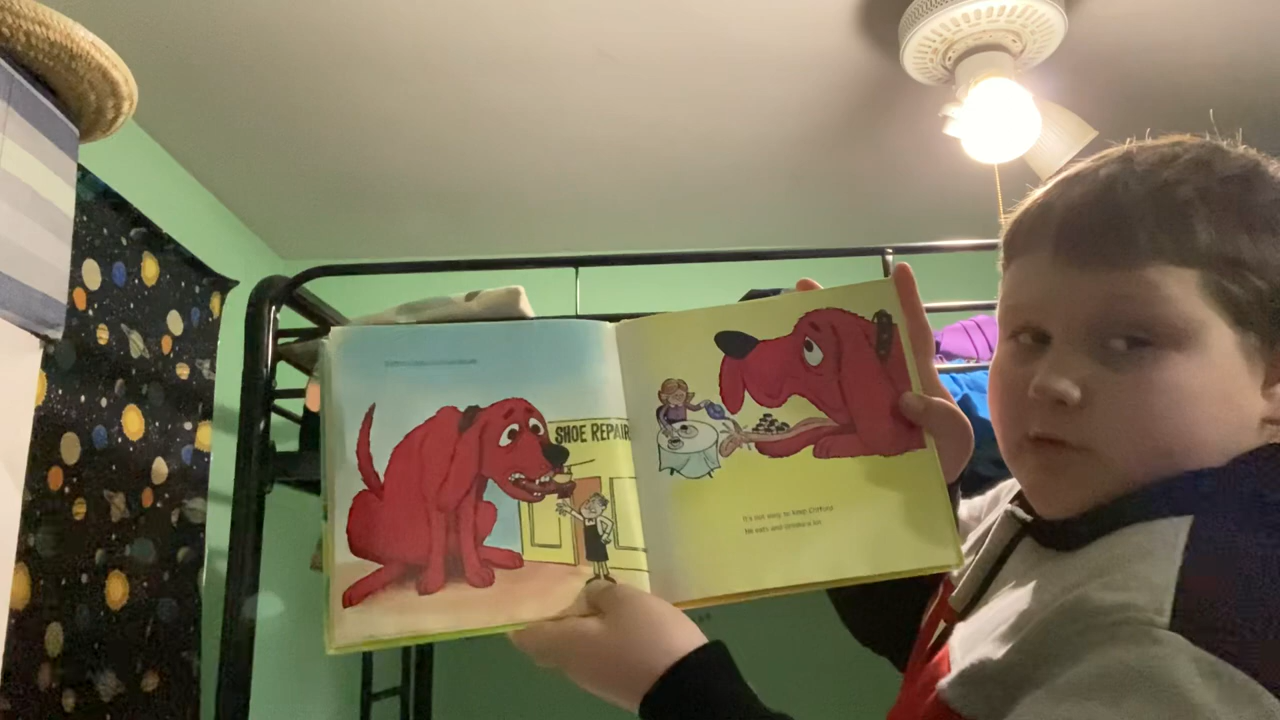 SHOE REPAIR
It's not easy to keep Clifford.
He eats and drinks a lot.